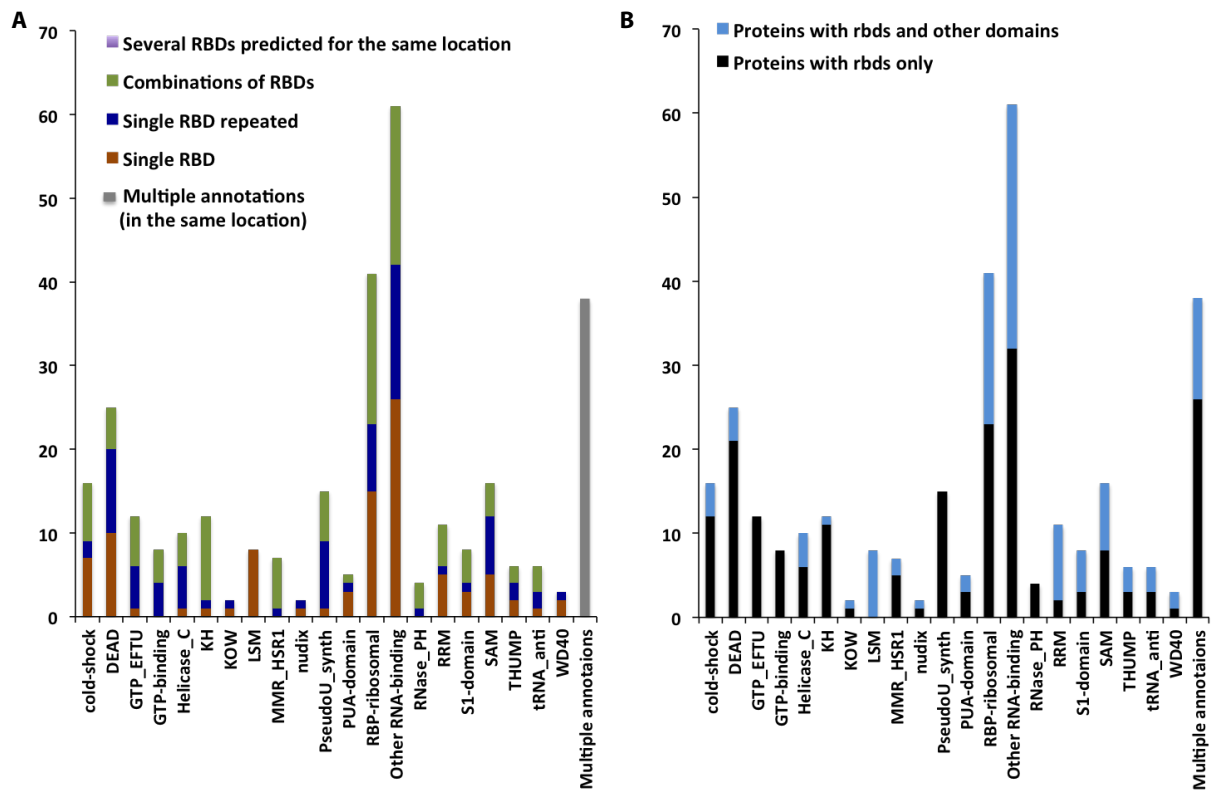 A
70
60
50
40
30
20
10
0
Several RBDs predicted for the same location
Combinations of RBDs
Single RBD repeated
Single RBD
Multiple annotations
(in the same location)
cold-shock
DEAD
GTP_EFTU
GTP-binding
Helicase_C
KH
KOW
LSM
MMR_HSR1
nudix
PseudoU_synth
PUA-domain
RBP-ribosomal
Other RNA-binding
RNase_PH
RRM
S1-domain
SAM
THUMP
tRNA_anti
WD40
Multiple annotaions
B
70
60
50
40
30
20
10
0
Proteins with rbds and other domains
Proteins with rbds only
cold-shock
DEAD
GTP_EFTU
GTP-binding
Helicase_C
KH
KOW
LSM
MMR_HSR1
nudix
PseudoU_synth
PUA-domain
RBP-ribosomal
Other RNA-binding
RNase_PH
RRM
S1-domain
SAM
THUMP
tRNA_anti
WD40
Multiple annotaions